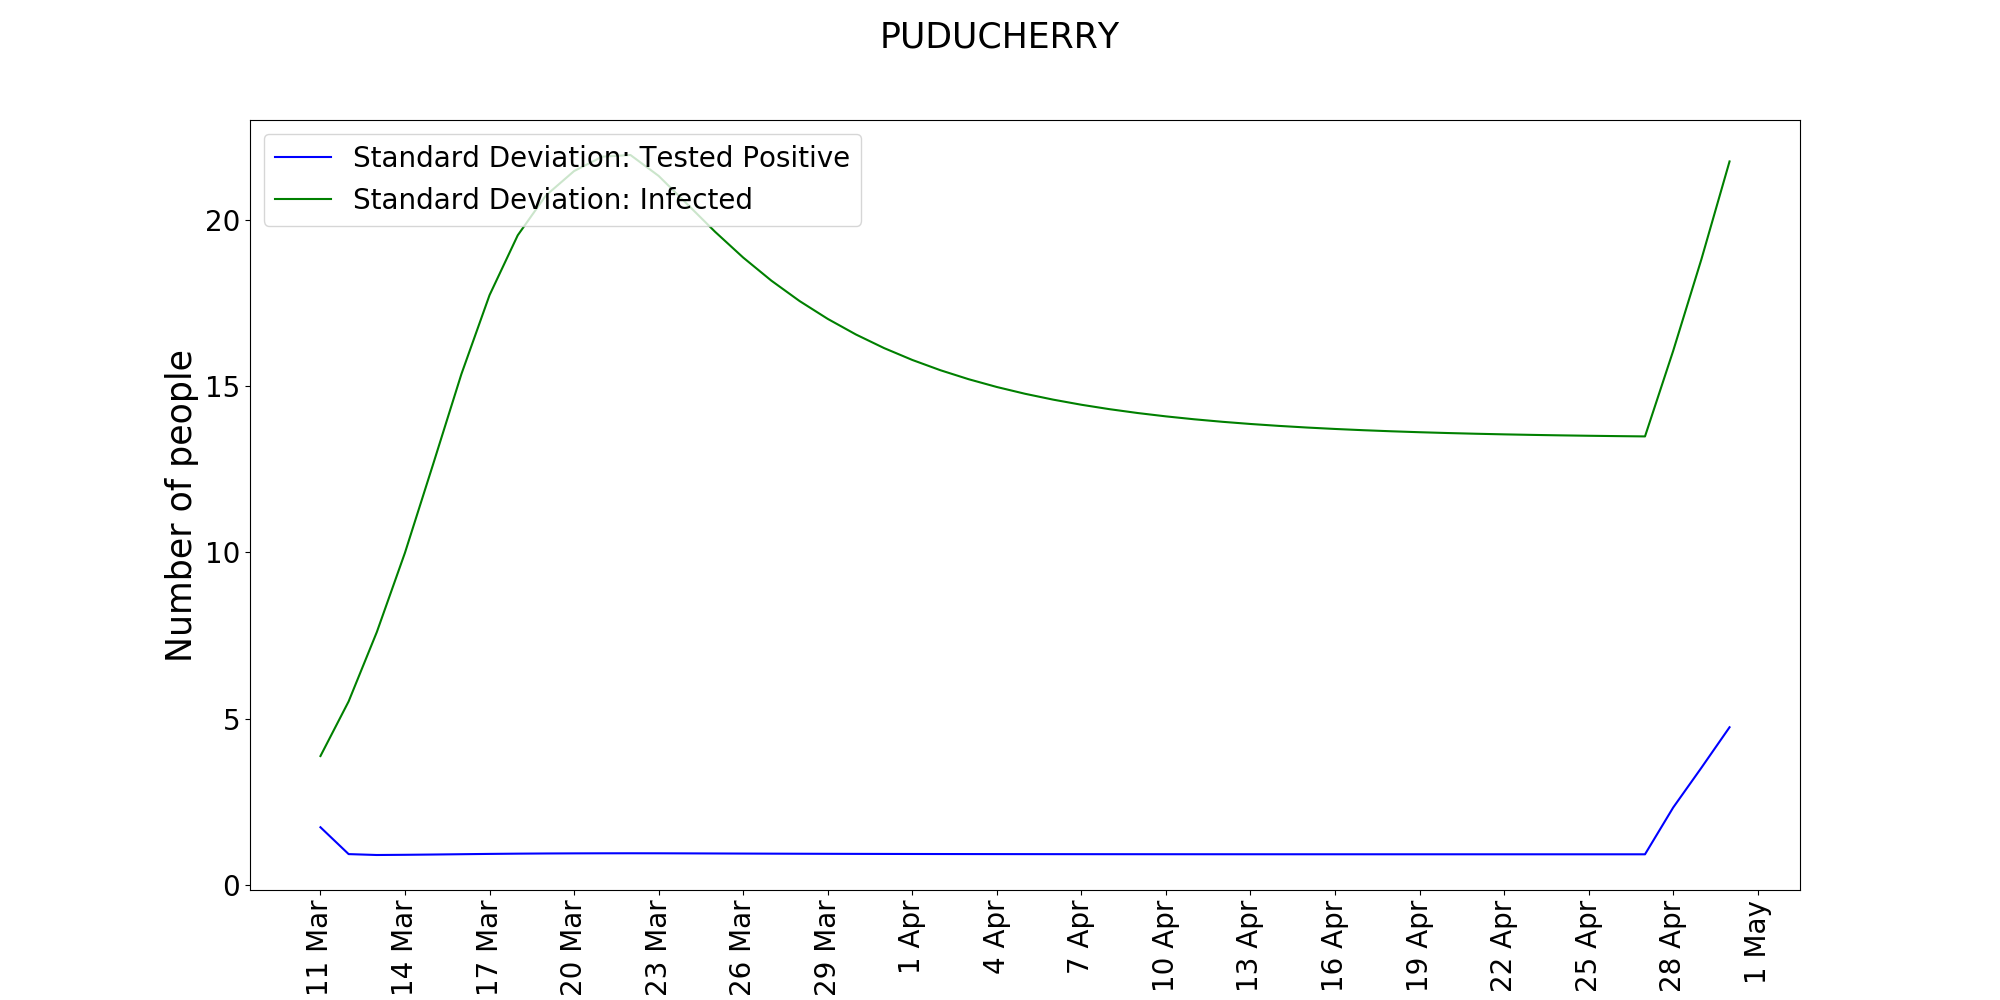 PUDUCHERRY
Standard Deviation: Tested Positive
Standard Deviation: Infected
Number of people
20
15
10
5
0
11 Mar
14 Mar
17 Mar
20 Mar
23 Mar
26 Mar
29 Mar
1 Apr
4 Apr
7 Apr
10 Apr
13 Apr
16 Apr
19 Apr
22 Apr
25 Apr
28 Apr
1 May